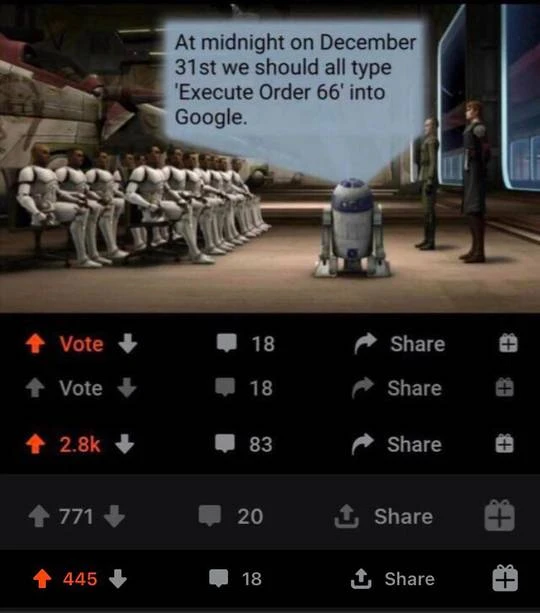 At midnight on December
31st we should all type
'Execute Order 66' into
Google.
Vote 18 Share
Vote 18 Share
2.8k 83 Share
771 20 Share
445 18 Share